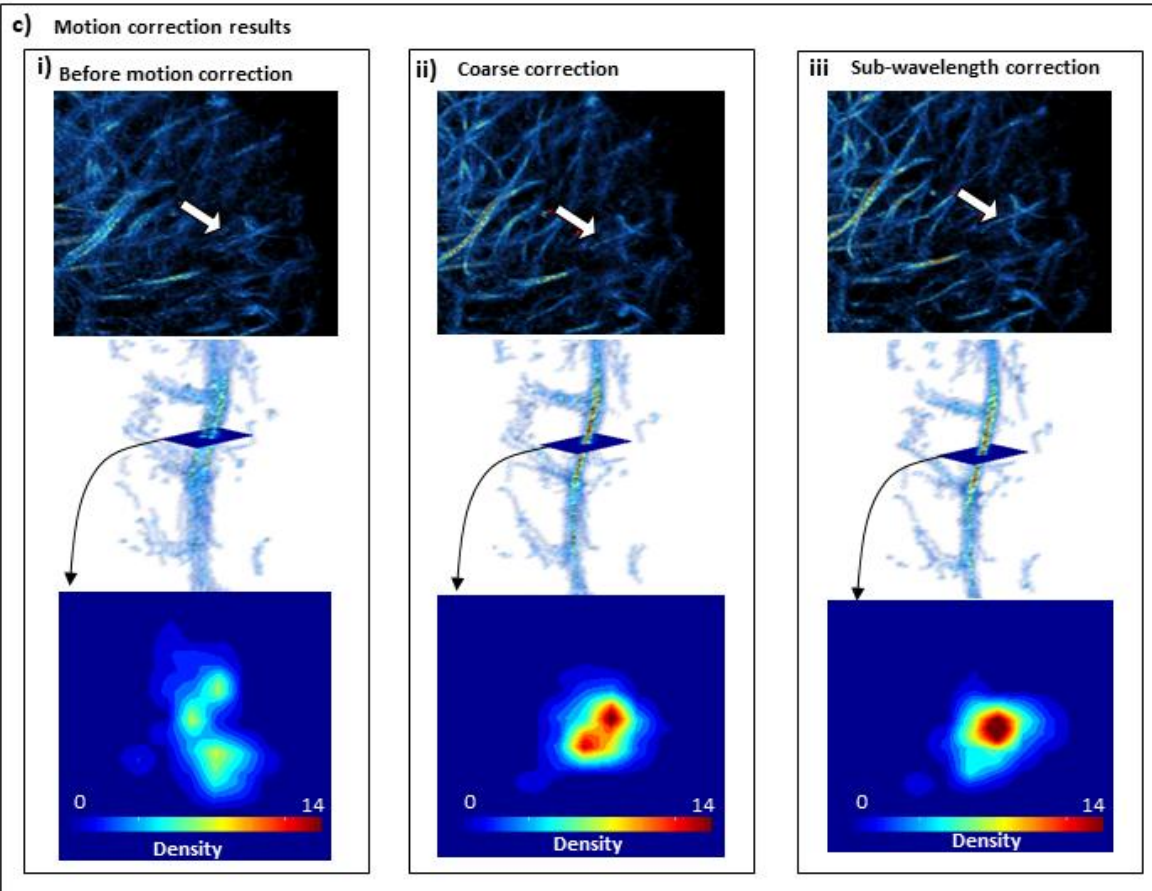 c) Motion correction results
i) Before motion correction
ii) Coarse correction
iii Sub-wavelength correction
0 14
Density
0 14
Density
0 14
Density